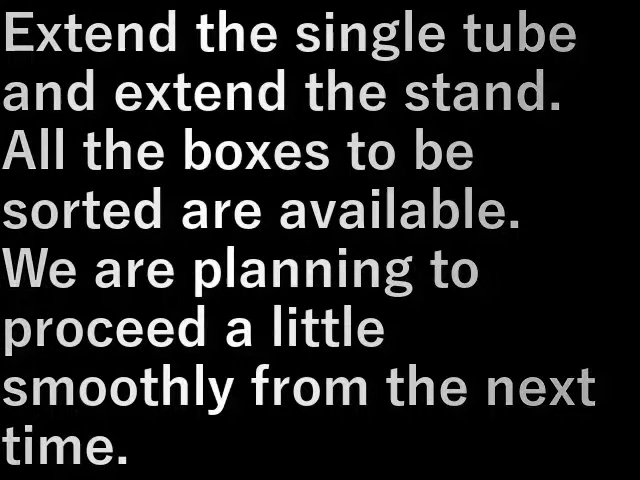 Extend the single tube
and extend the stand.
All the boxes to be
sorted are available.
We are planning to
proceed a little
smoothly from the next
time.